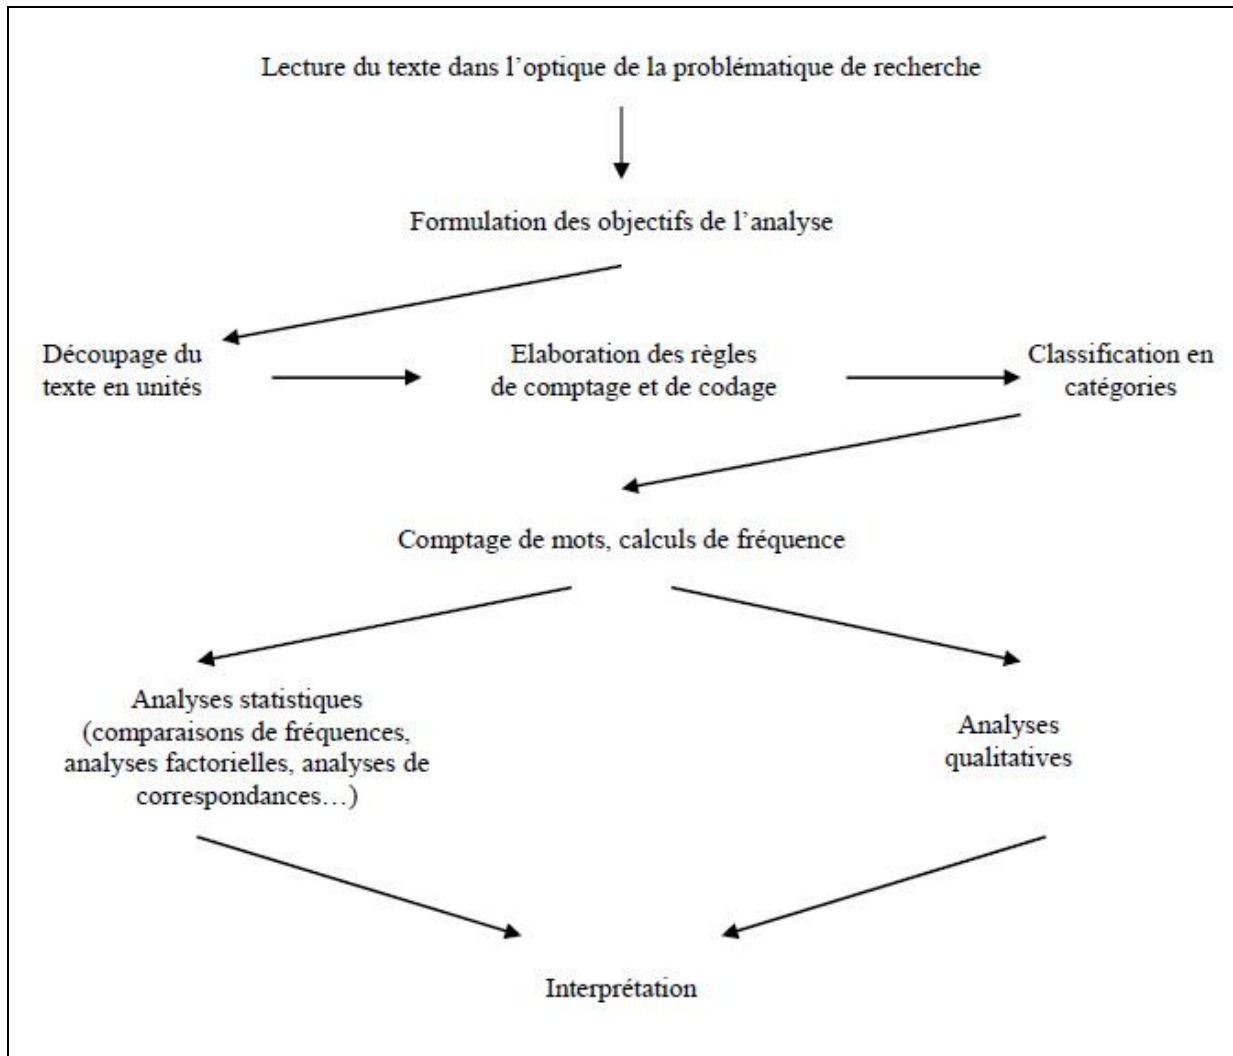 Lecture du texte dans l’optique de la problématique de recherche
Formulation des objectifs de l’analyse
Découpage du
texte en unités
Elaboration des règles
de comptage et de codage
Classification en
catégories
Comptage de mots, calculs de fréquence
Analyses statistiques
(comparaisons de fréquences,
analyses factorielles, analyses de
correspondances…)
Analyses
qualitatives
Interprétation